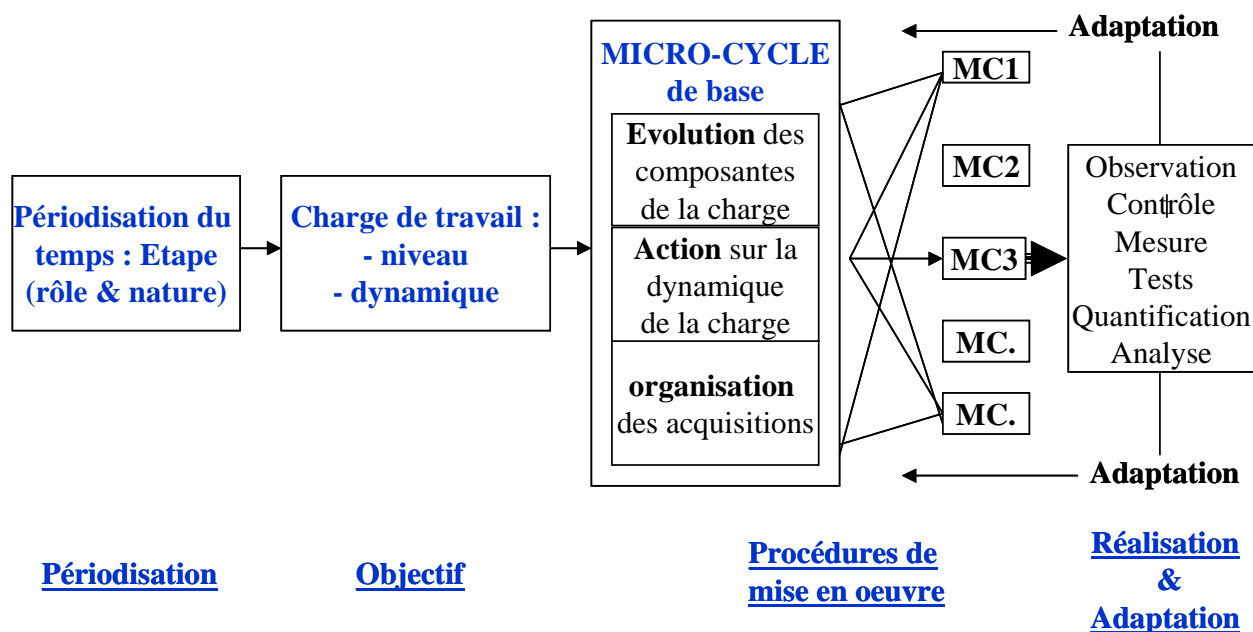 Périodisation du
temps : Etape
(rôle & nature)
Charge de travail :
- niveau
- dynamique
MICRO-CYCLE
de base
Evolution des
composantes
de la charge
Action sur la
dynamique
de la charge
organisation
des acquisitions
MC1
MC2
MC3
MC.
MC.
Adaptation
Observation
Contrôle
Mesure
Tests
Quantification
Analyse
Adaptation
Périodisation
Objectif
Procédures de
mise en oeuvre
Réalisation
&
Adaptation